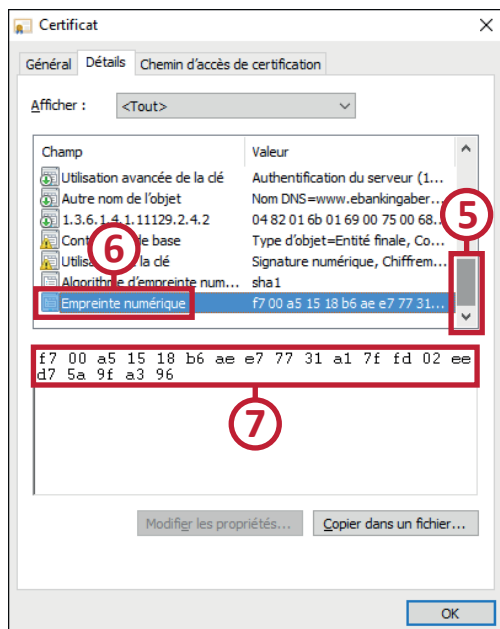 Certificat
Général Détails Chemin d'accès de certification
Afficher : <Tout>
Champ Valeur
Utilisation avancée de la clé Authentification du serveur (1...
Autre nom de l'objet Nom DNS=www.ebankingaber...
1.3.6.1.4.1.11129.2.4.2 04 82 01 6b 01 69 00 75 00 68...
5
de base Type d'objet=Entité finale, Co...
6
la clé Signature numérique, Chiffrem...
Algorithme d'empreinte num... sha1
Empreinte numérique f7 00 a5 15 18 b6 ae e7 77 31...
f7 00 a5 15 18 b6 ae e7 77 31 a1 7f fd 02 ee
d7 5a 9f a3 96
7
Modifier les propriétés... Copier dans un fichier...
OK